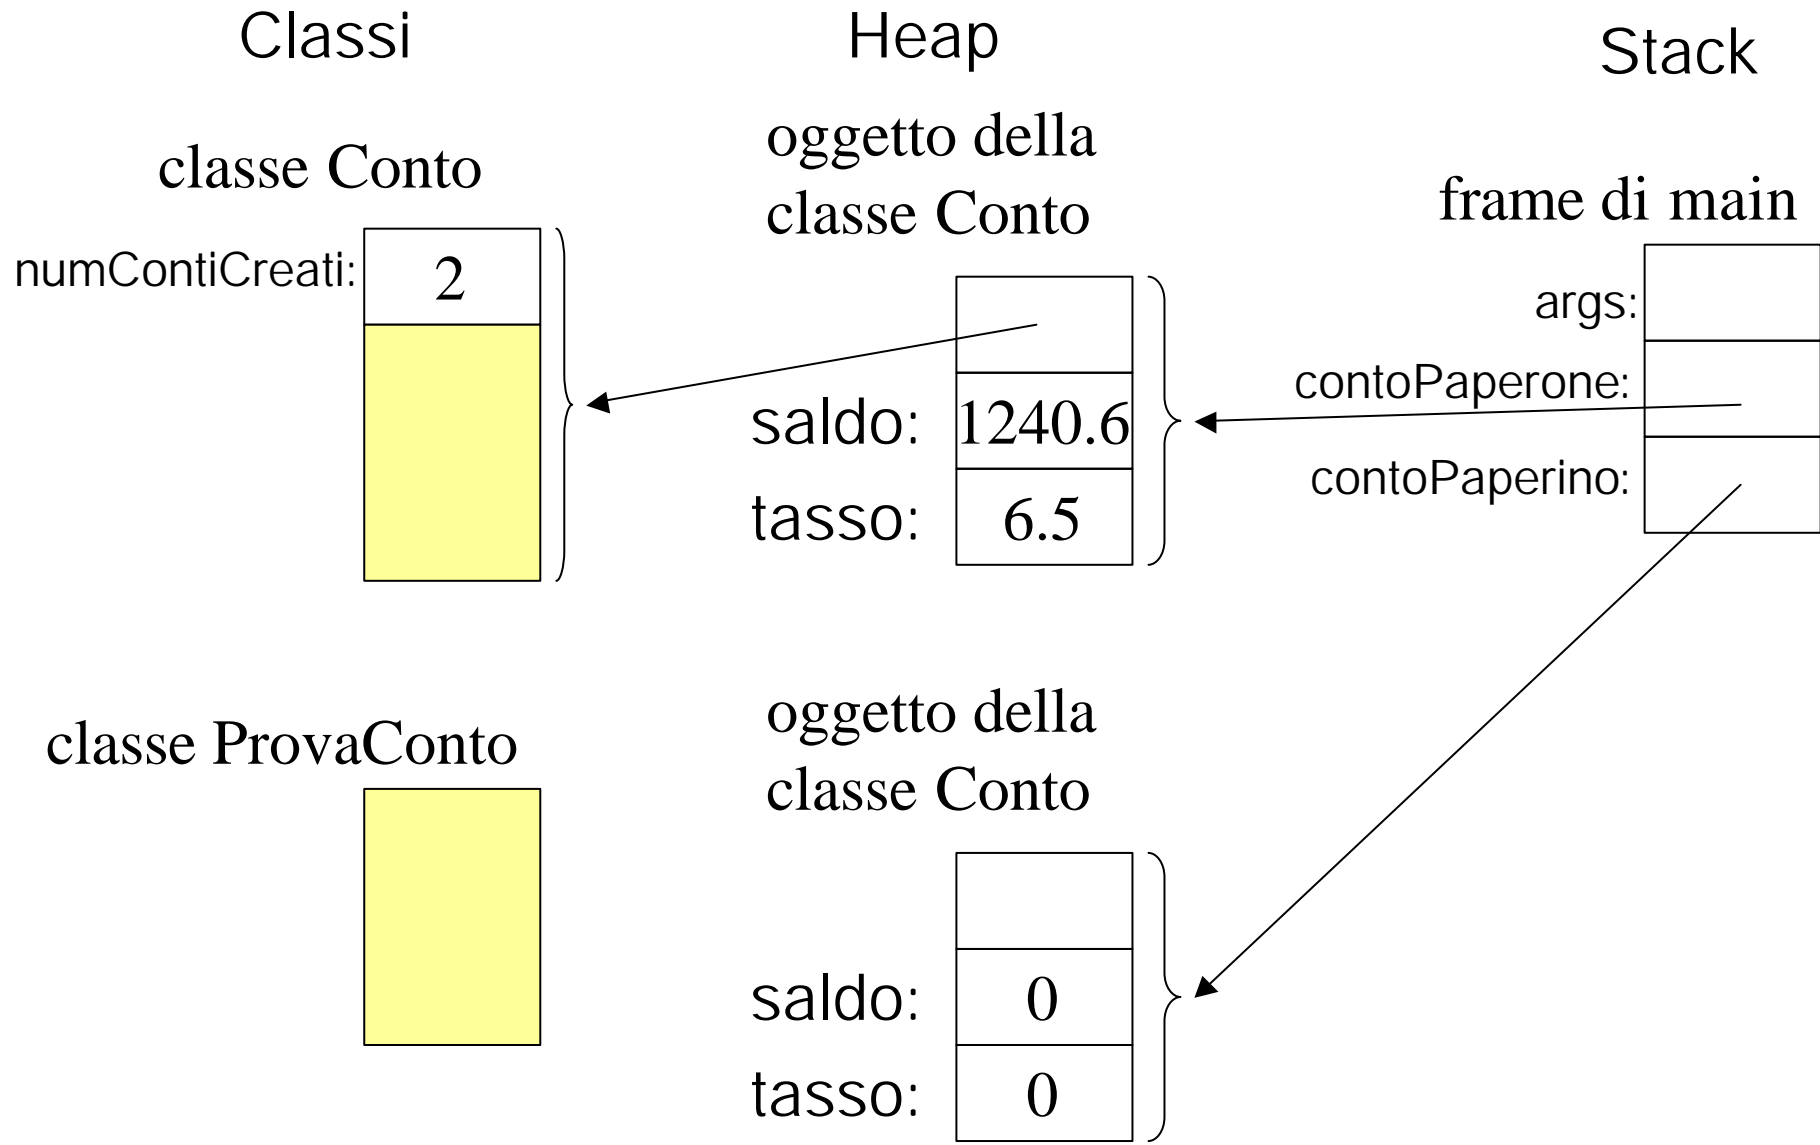 Classi
Heap
Stack
classe Conto
numContiCreati:
2
oggetto della
classe Conto
saldo:
1240.6
tasso:
6.5
frame di main
args:
contoPaperone:
contoPaperino:
classe ProvaConto
oggetto della
classe Conto
saldo:
0
tasso:
0